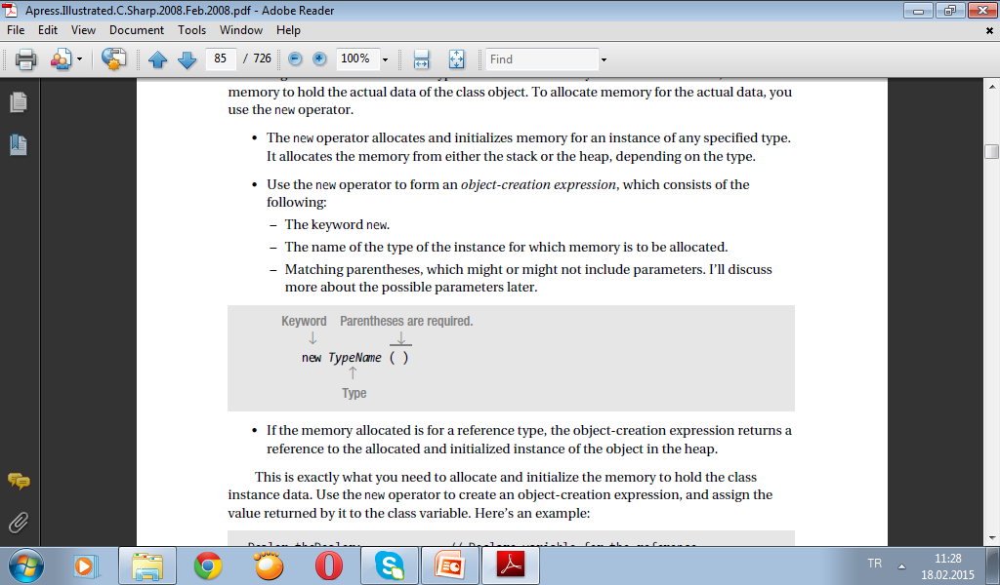 Apress.Illustrated.C.Sharp.2008.Feb.2008.pdf - Adobe Reader
File Edit View Document Tools Window Help
85 / 726 100% Find
memory to hold the actual data of the class object. To allocate memory for the actual data, you
use the new operator.
• The new operator allocates and initializes memory for an instance of any specified type.
It allocates the memory from either the stack or the heap, depending on the type.
• Use the new operator to form an object-creation expression, which consists of the
following:
– The keyword new.
– The name of the type of the instance for which memory is to be allocated.
– Matching parentheses, which might or might not include parameters. I'll discuss
more about the possible parameters later.
Keyword Parentheses are required.
new TypeName ( )
Type
• If the memory allocated is for a reference type, the object-creation expression returns a
reference to the allocated and initialized instance of the object in the heap.
This is exactly what you need to allocate and initialize the memory to hold the class
instance data. Use the new operator to create an object-creation expression, and assign the
value returned by it to the class variable. Here's an example:
TR 11:28
18.02.2015